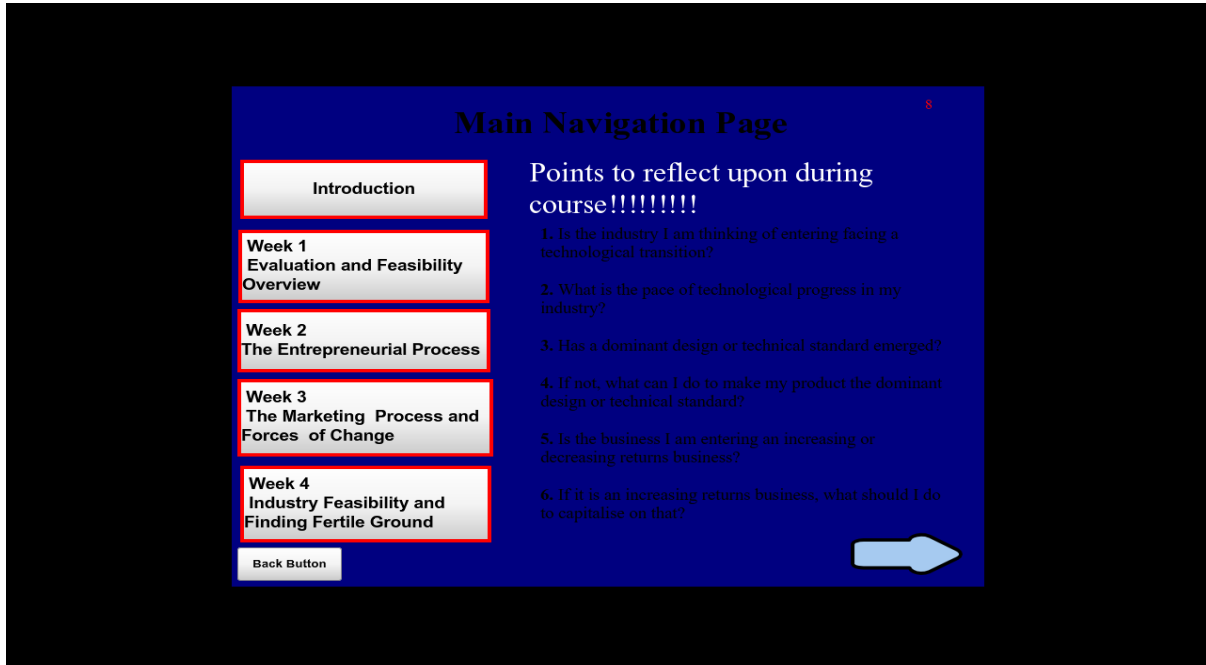 8
Main Navigation Page
Introduction
Week 1
Evaluation and Feasibility
Overview
Week 2
The Entrepreneurial Process
Week 3
The Marketing Process and
Forces of Change
Week 4
Industry Feasibility and
Finding Fertile Ground
Back Button
Points to reflect upon during
course!!!!!!!!!
1. Is the industry I am thinking of entering facing a
technological transition?
2. What is the pace of technological progress in my
industry?
3. Has a dominant design or technical standard emerged?
4. If not, what can I do to make my product the dominant
design or technical standard?
5. Is the business I am entering an increasing or
decreasing returns business?
6. If it is an increasing returns business, what should I do
to capitalise on that?